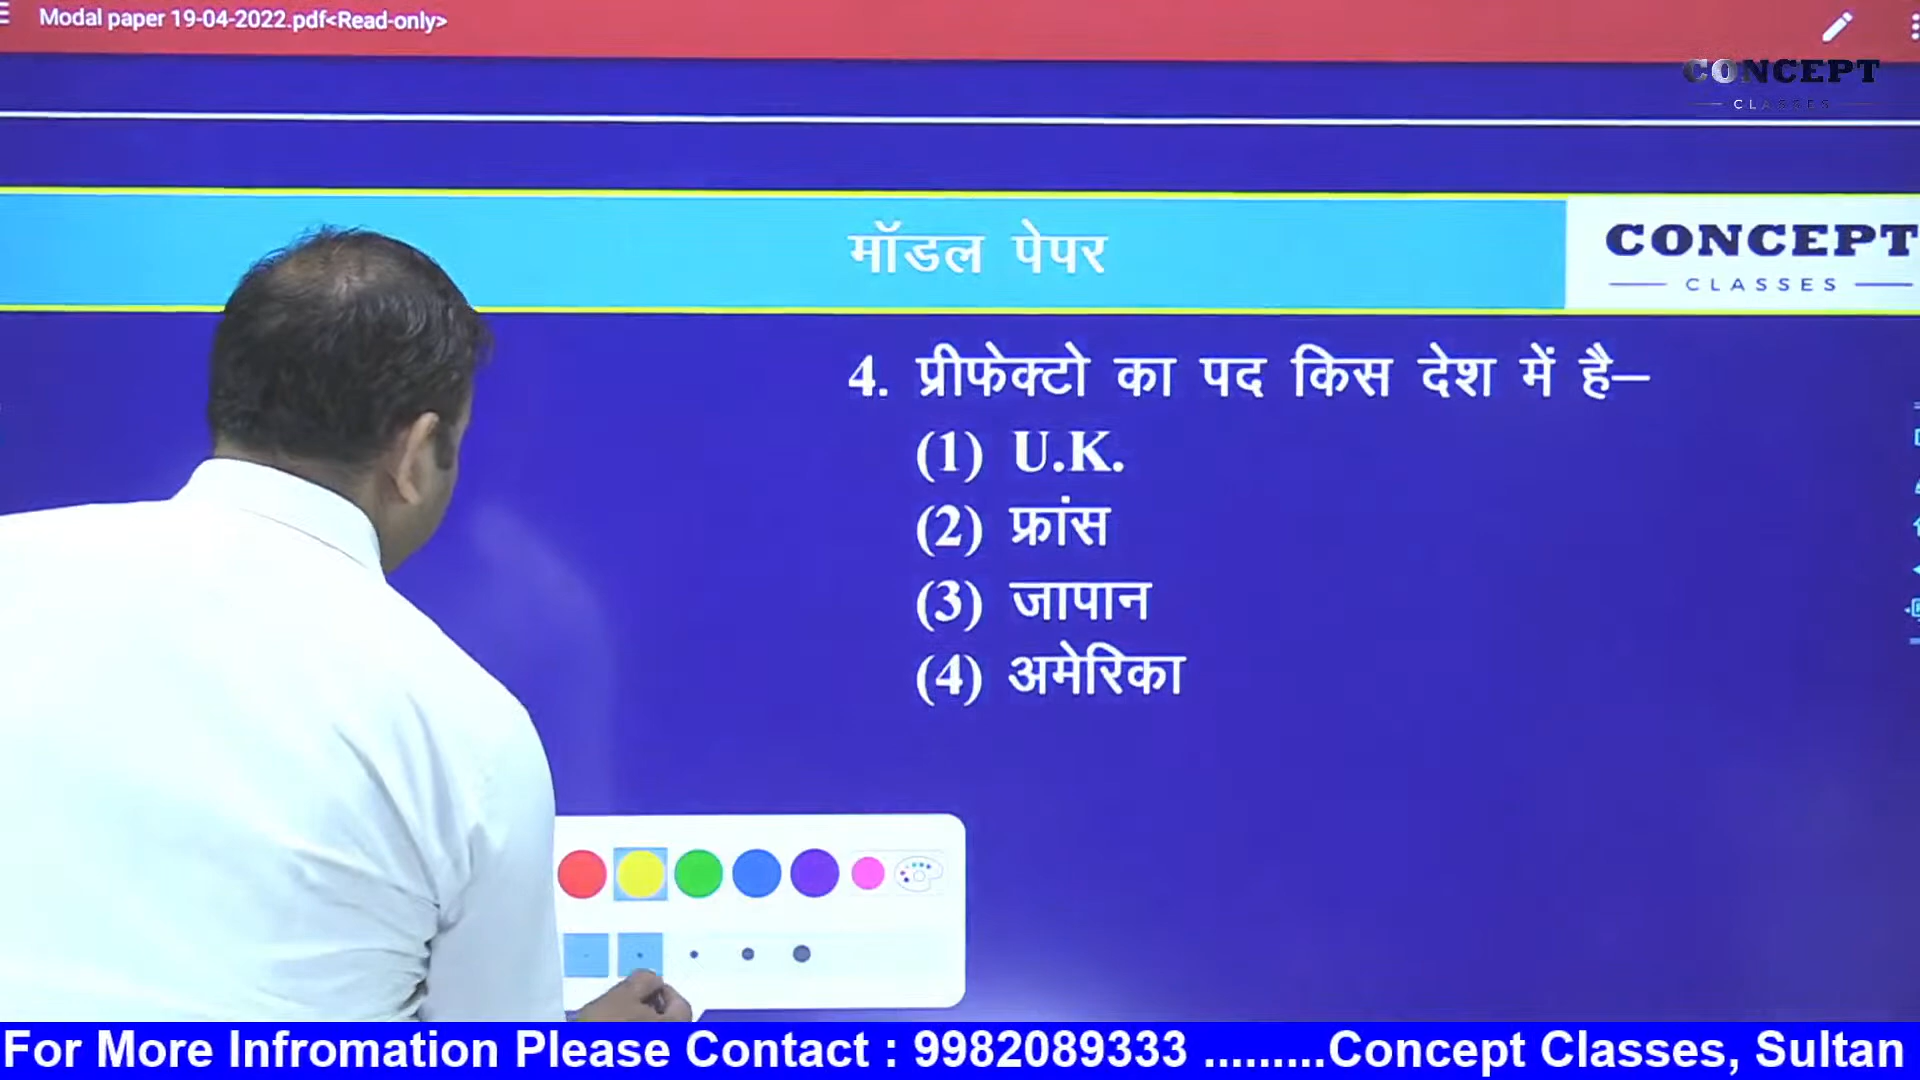 Modal paper 19-04-2022.pdf<Read-only>
CONCEPT
CLASSES
मॉडल पेपर
CONCEPT
CLASSES
4. प्रीफेक्टो का पद किस देश में है–
(1) U.K.
(2) फ्रांस
(3) जापान
(4) अमेरिका
For More Infromation Please Contact : 9982089333 .........Concept Classes, Sultan